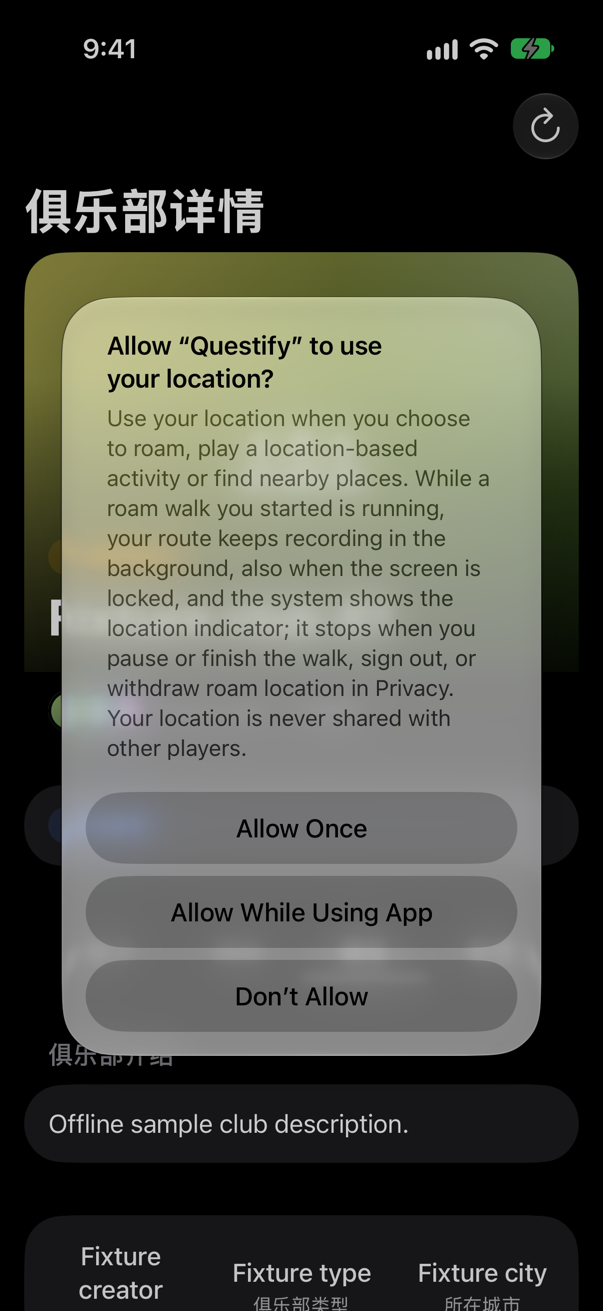 9:41
俱乐部详情
Allow “Questify” to use
your location?
Use your location when you choose
to roam, play a location-based
activity or find nearby places. While a
roam walk you started is running,
your route keeps recording in the
background, also when the screen is
locked, and the system shows the
location indicator; it stops when you
pause or finish the walk, sign out, or
withdraw roam location in Privacy.
Your location is never shared with
other players.
Allow Once
Allow While Using App
Don’t Allow
俱乐部介绍
Offline sample club description.
Fixture
creator
Fixture type
俱乐部类型
Fixture city
所在城市